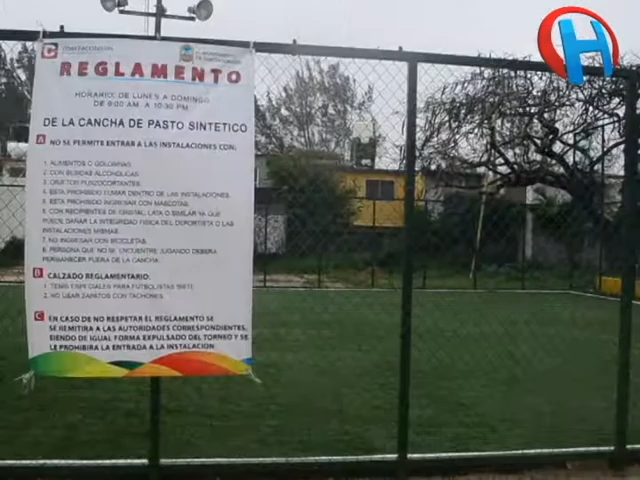 REGLAMENTO
HORARIO DE LUNES A DOMINGO
DE 8:00 AM. A 10:30 PM.
DE LA CANCHA DE PASTO SINTETICO
A NO SE PERMITE ENTRAR A LAS INSTALACIONES CON:
1. ALIMENTOS O GOLOSINAS
2. CON BEBIDAS ALCOHOLICAS
3. OBJETOS PUNZOCORTANTES
4. ESTA PROHIBIDO FUMAR DENTRO DE LAS INSTALACIONES
5. ESTA PROHIBIDO INGRESAR CON MASCOTAS
6. CON RECIPIENTES DE CRISTAL, LATA O SIMILAR YA QUE
PUEDE DAÑAR LA INTEGRIDAD FISICA DEL DEPORTISTA O LAS
INSTALACIONES MISMAS
7. NO INGRESAR CON BICICLETAS
8. PERSONA QUE NO SE ENCUENTRE JUGANDO DEBERA
PERMANECER FUERA DE LA CANCHA
B CALZADO REGLAMENTARIO:
1. TENIS ESPECIALES PARA FUTBOLISTAS
2. NO USAR ZAPATOS CON TACHONES
C EN CASO DE NO RESPETAR EL REGLAMENTO SE
SE REMITIRA A LAS AUTORIDADES CORRESPONDIENTES,
SIENDO DE IGUAL FORMA EXPULSADO DEL TORNEO Y SE
LE PROHIBIRA LA ENTRADA A LA INSTALACION.
H